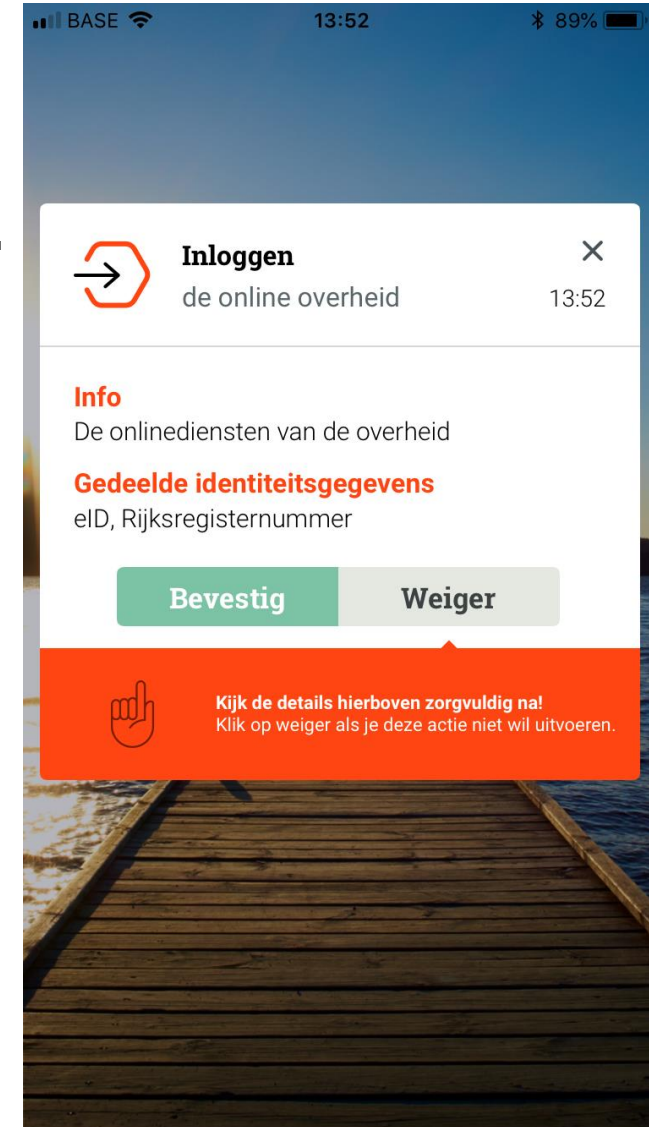 BASE 13:52 89%
Inloggen
de online overheid 13:52
Info
De onlinediensten van de overheid
Gedeelde identiteitsgegevens
eID, Rijksregisternummer
Bevestig Weiger
Kijk de details hierboven zorgvuldig na!
Klik op weiger als je deze actie niet wil uitvoeren.